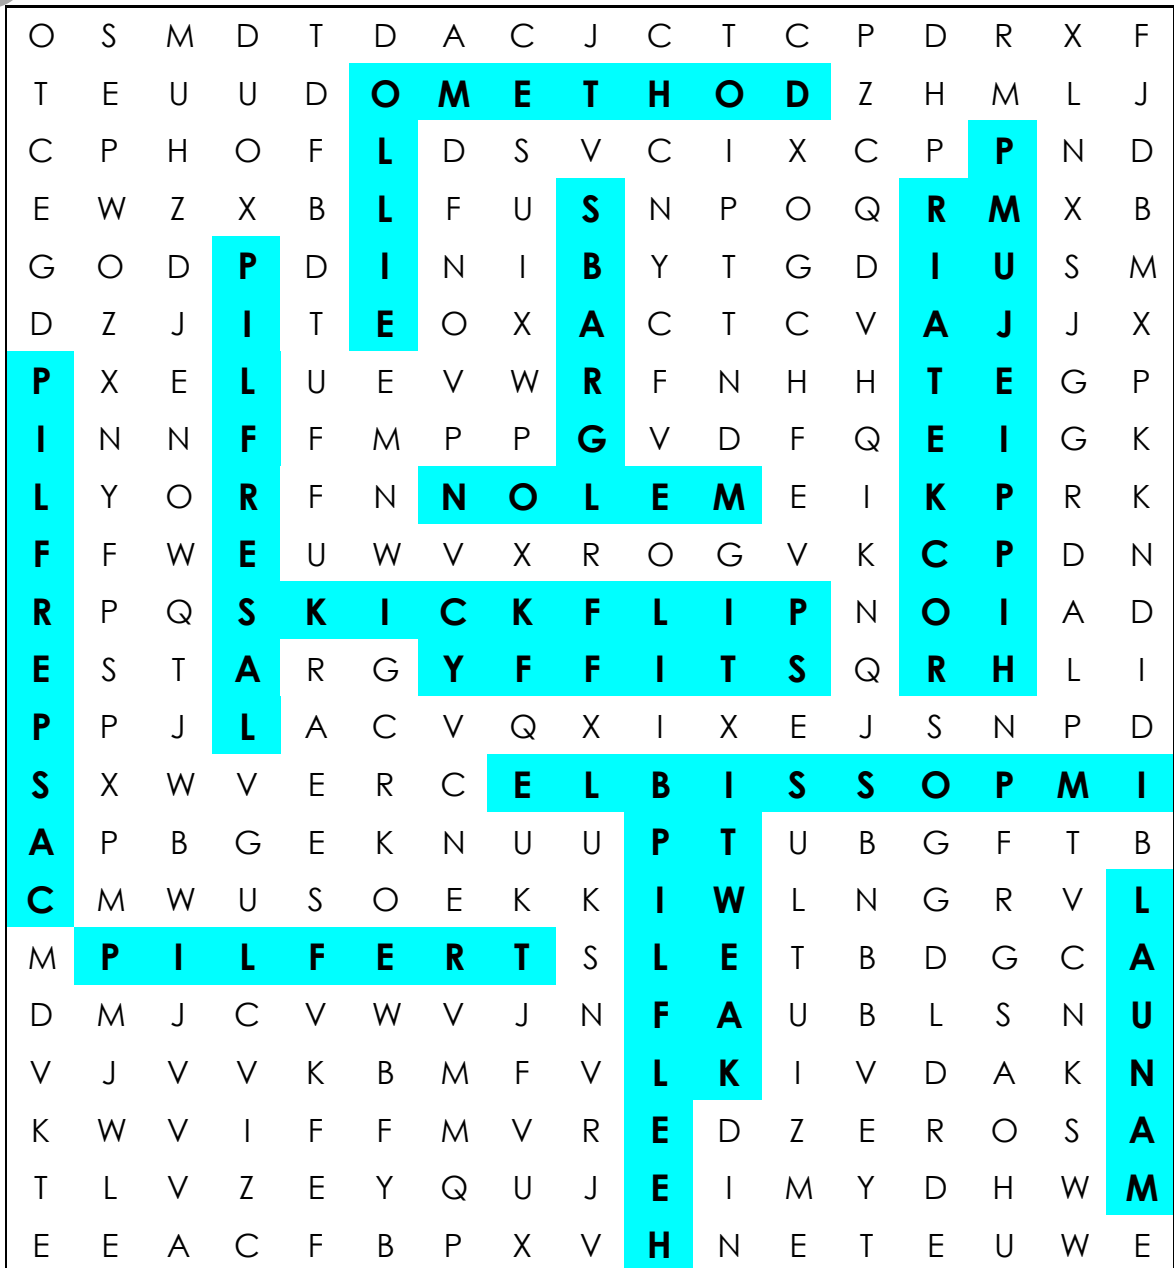 O S M D T D A C J C T C P D R X F
T E U U D O M E T H O D Z H M L J
C P H O F L D S V C I X C P P N D
E W Z X B L F U S N P O Q R M X B
G O D P D I N I B Y T G D I U S M
D Z J I T E O X A C T C V A J J X
P X E L U E V W R F N H H T E G P
I N N F F M P P G V D F Q E I G K
L Y O R F N N O L E M E I K P R K
F F W E U W V X R O G V K C P D N
R P Q S K I C K F L I P N O I A D
E S T A R G Y F F I T S Q R H L I
P P J L A C V Q X I X E J S N P D
S X W V E R C E L B I S S O P M I
A P B G E K N U U P T U B G F T B
C M W U S O E K K I W L N G R V L
M P I L F E R T S L E T B D G C A
D M J C V W V J N F A U B L S N U
V J V V K B M F V L K I V D A K N
K W V I F F M V R E D Z E R O S A
T L V Z E Y Q U J E I M Y D H W M
E E A C F B P X V H N E T E U W E